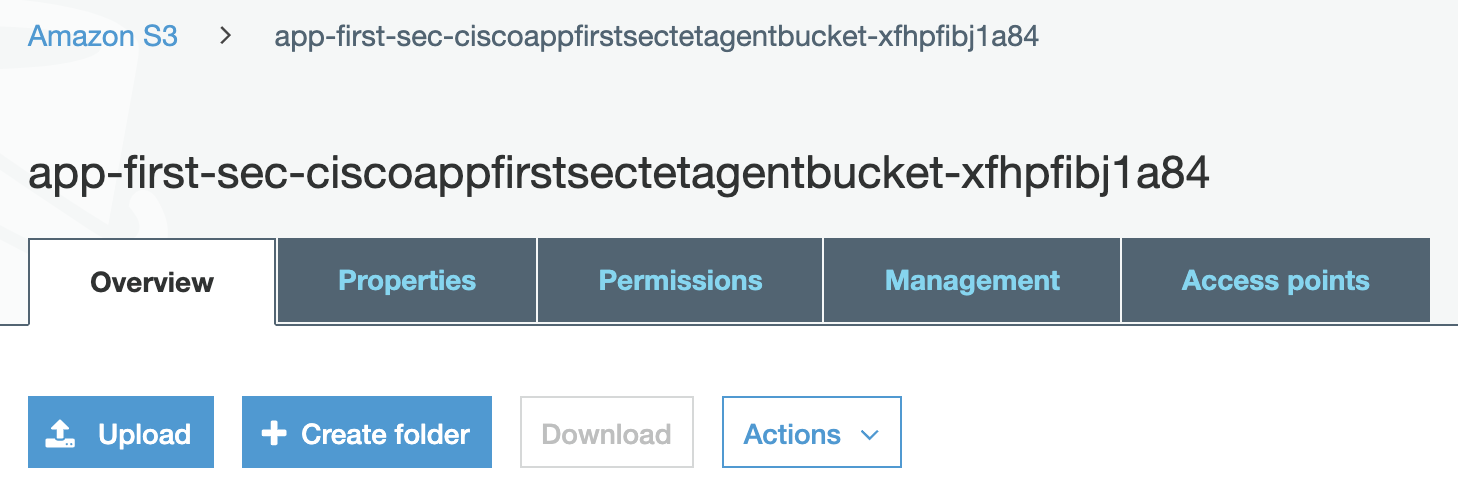 Amazon S3 > app-first-sec-ciscoappfirstsectetagentbucket-xfhpfibj1a84
app-first-sec-ciscoappfirstsectetagentbucket-xfhpfibj1a84
Overview Properties Permissions Management Access points
Upload Create folder Download Actions